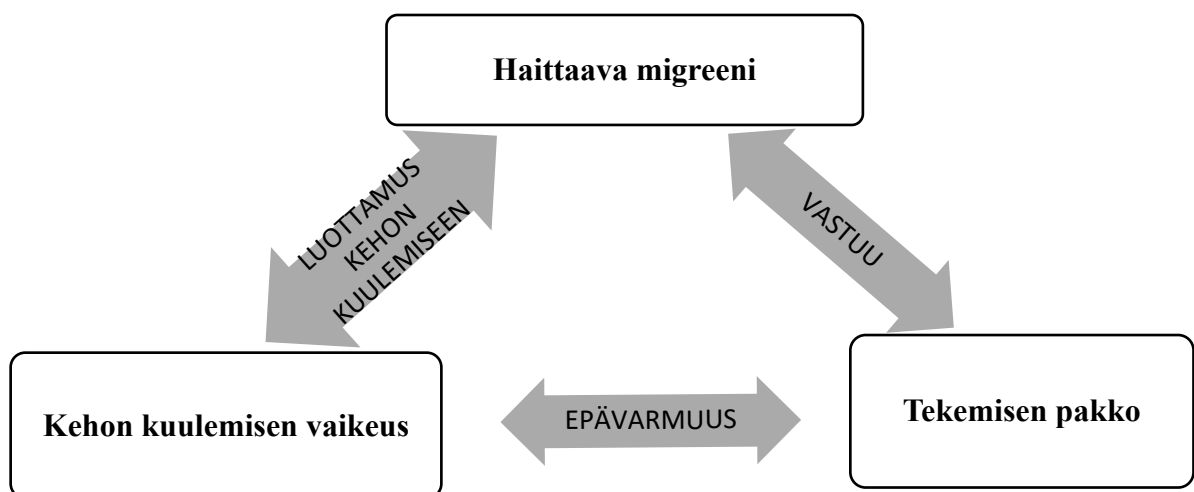 Haittaava migreeni
LUOTTAMUS
KEHON
KUULEMISEEN
VASTUU
Kehon kuulemisen vaikeus
EPÄVARMUUS
Tekemisen pakko